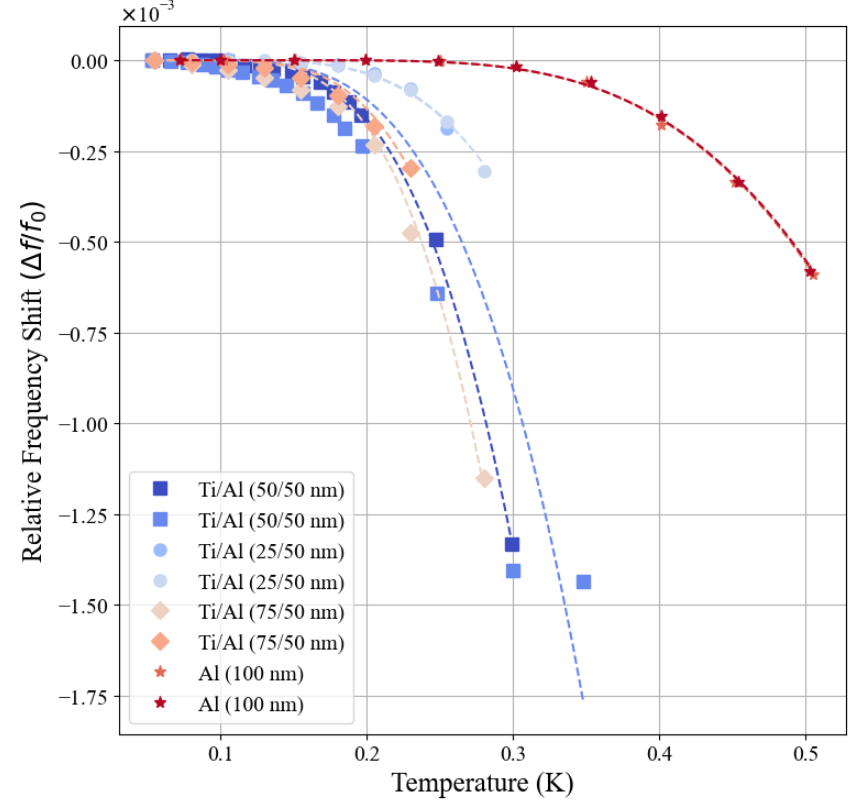 ×10⁻³
0.00
−0.25
−0.50
−0.75
−1.00
−1.25
−1.50
−1.75
Relative Frequency Shift (Δf/f₀)
Ti/Al (50/50 nm)
Ti/Al (50/50 nm)
Ti/Al (25/50 nm)
Ti/Al (25/50 nm)
Ti/Al (75/50 nm)
Ti/Al (75/50 nm)
Al (100 nm)
Al (100 nm)
0.1 0.2 0.3 0.4 0.5
Temperature (K)